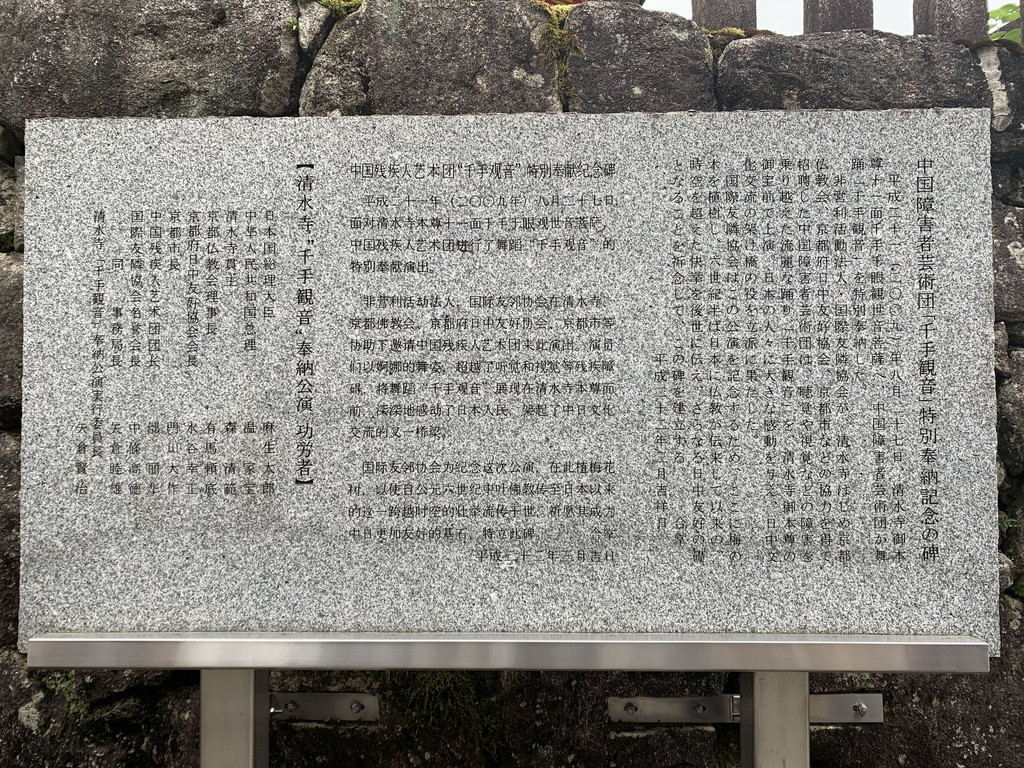 中国障害者芸術団「千手観音」特別奉納記念の碑
平成二十一(二〇〇九)年八月二十七日、清水寺御本
尊十一面千手千眼観世音菩薩へ、中国障害者芸術団が舞
踊「千手観音」を特別奉納した。
非営利活動法人、国際友隣協会が、清水寺はじめ京都
仏教会、京都府日中友好協会、京都市などの協力を得て
招聘した中国障害者芸術団は、聴覚や視覚などの障害を
乗り越えた流麗な踊り「千手観音」を、清水寺御本尊の
御宝前で上演、日本の人々に大きな感動を与え、日中文
化交流の架け橋の役を立派に果たした。
国際友隣協会はこの公演を記念するため、ここに梅の
木を植樹し、六世紀半ば日本に仏教が伝来して以来の、
時空を超えた快挙を後世に伝え、さらなる日中友好の礎
となることを祈念して、この碑を建立する。 合掌
平成二十二年三月吉祥日
中国残疾人艺术团“千手观音”特别奉献纪念碑
平成二十一年(二〇〇九年)八月二十七日,
面对清水寺本尊十一面千手千眼观世音菩萨,
中国残疾人艺术团进行了舞蹈“千手观音”的
特别奉献演出。
非营利活动法人、国际友邻协会在清水寺、
京都佛教会、京都府日中友好协会、京都市等
协助下邀请中国残疾人艺术团来此演出。演员
们以婀娜的舞姿,超越了听觉和视觉等残疾障
碍,将舞蹈“千手观音”展现在清水寺本尊面
前,深深地感动了日本人民,架起了中日文化
交流的又一桥梁。
国际友邻协会为纪念这次公演,在此植梅花
树,以使自公元六世纪中叶佛教传至日本以来
的这一跨越时空的壮举流传于世。祈愿其成为
中日更加友好的基石,特立此碑。 合掌
平成二十二年三月吉日
【清水寺“千手観音”奉納公演 功労者】
日本国総理大臣 麻生太郎
中华人民共和国总理 温家宝
清水寺貫主 森清範
京都仏教会理事長 有馬頼底
京都府日中友好協会会長 水谷幸正
京都市長 門川大作
中国残疾人艺术团团长 邰丽华
国際友隣協会名誉会長 中條高徳
同 事務局長 矢倉睦雄
清水寺「千手観音」奉納公演実行委員長 矢倉賢治